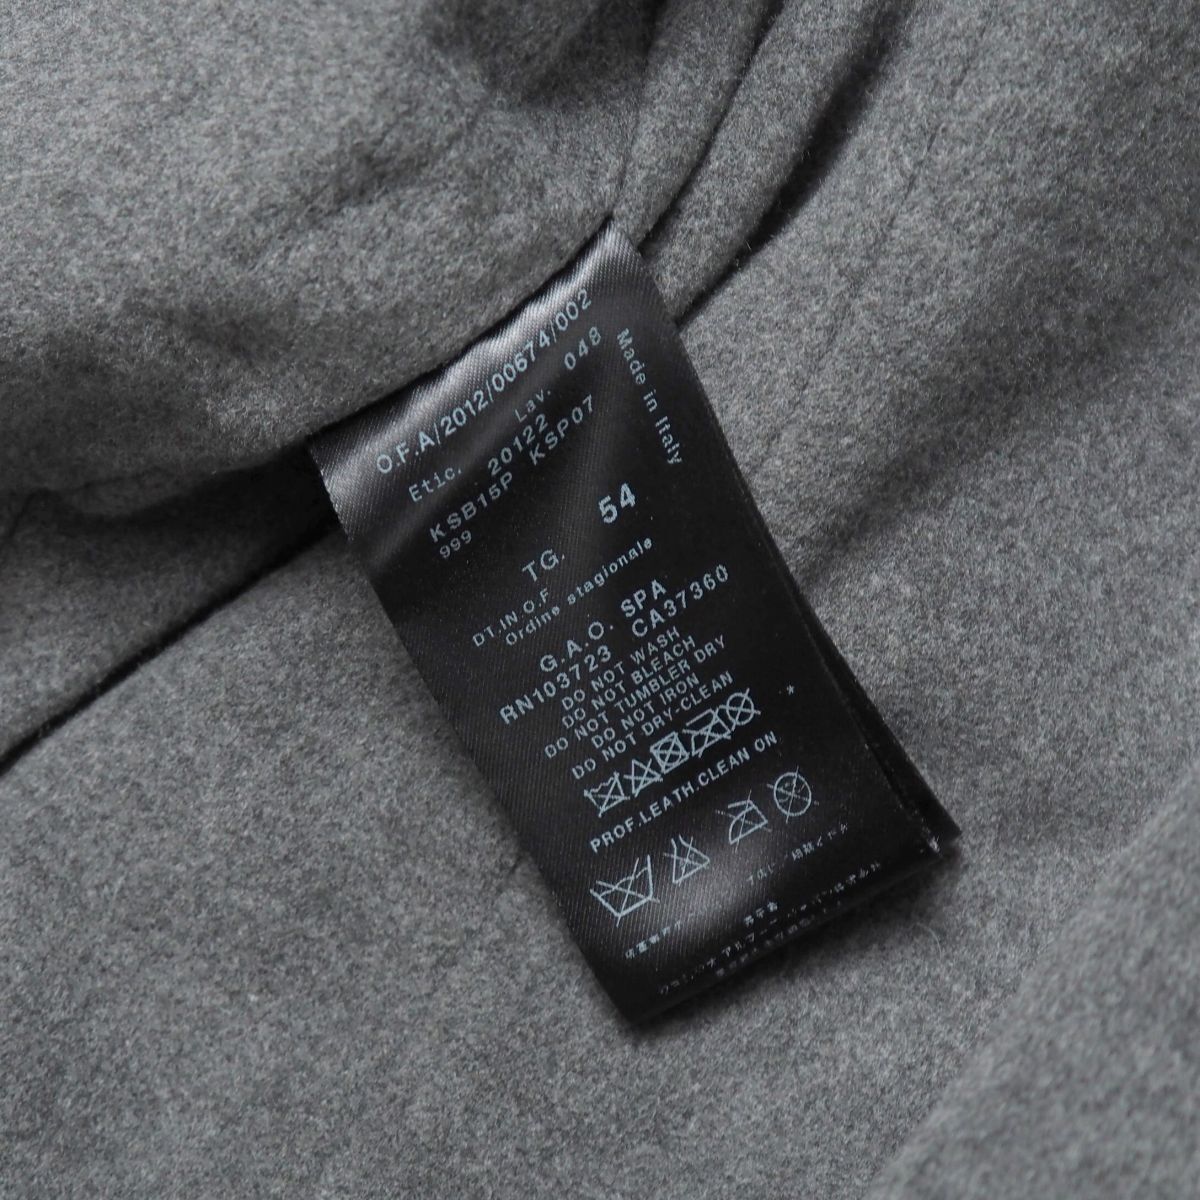 O.F.A/2012/00674/002
Lav. 048
Etic. 20122
KSB15P KSP07
999
TG. 54
Made in Italy
DT.IN.O.F
Ordine stagionale
G.A.O. SPA
RN103723 CA37360
DO NOT WASH
DO NOT BLEACH
DO NOT TUMBLER DRY
DO NOT IRON
DO NOT DRY-CLEAN
*
PROF.LEATH.CLEAN ON